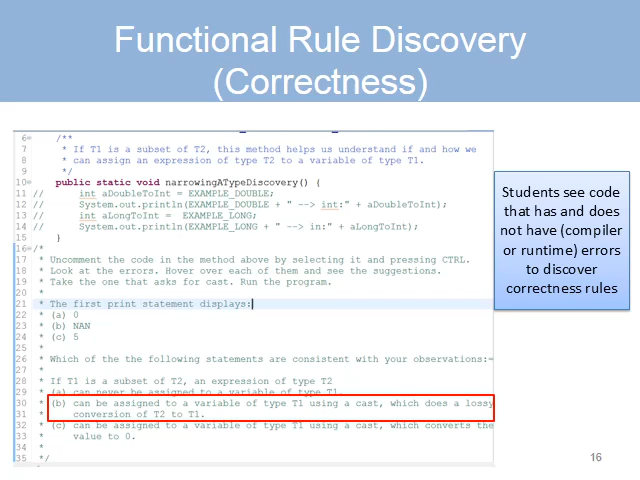 Functional Rule Discovery
(Correctness)
6 /**
7 * If T1 is a subset of T2, this method helps us understand if and how we
8 * can assign an expression of type T2 to a variable of type T1.
9 */
10 public static void narrowingATypeDiscovery() {
11 // int aDoubleToInt = EXAMPLE_DOUBLE;
12 // System.out.println(EXAMPLE_DOUBLE + " --> int:" + aDoubleToInt);
13 // int aLongToInt = EXAMPLE_LONG;
14 // System.out.println(EXAMPLE_LONG + " --> in:" + aLongToInt);
15 }
16 /*
17 * Uncomment the code in the method above by selecting it and pressing CTRL.
18 * Look at the errors. Hover over each of them and see the suggestions.
19 * Take the one that asks for cast. Run the program.
20 *
21 * The first print statement displays:
22 * (a) 0
23 * (b) NAN
24 * (c) 5
25 *
26 * Which of the the following statements are consistent with your observations:=
27 *
28 * If T1 is a subset of T2, an expression of type T2
29 * (a) can never be assigned to a variable of type T1.
30 * (b) can be assigned to a variable of type T1 using a cast, which does a lossy
31 * conversion of T2 to T1.
32 * (c) can be assigned to a variable of type T1 using a cast, which converts the
33 * value to 0.
34 *
35 */
Students see code
that has and does
not have (compiler
or runtime) errors
to discover
correctness rules
16